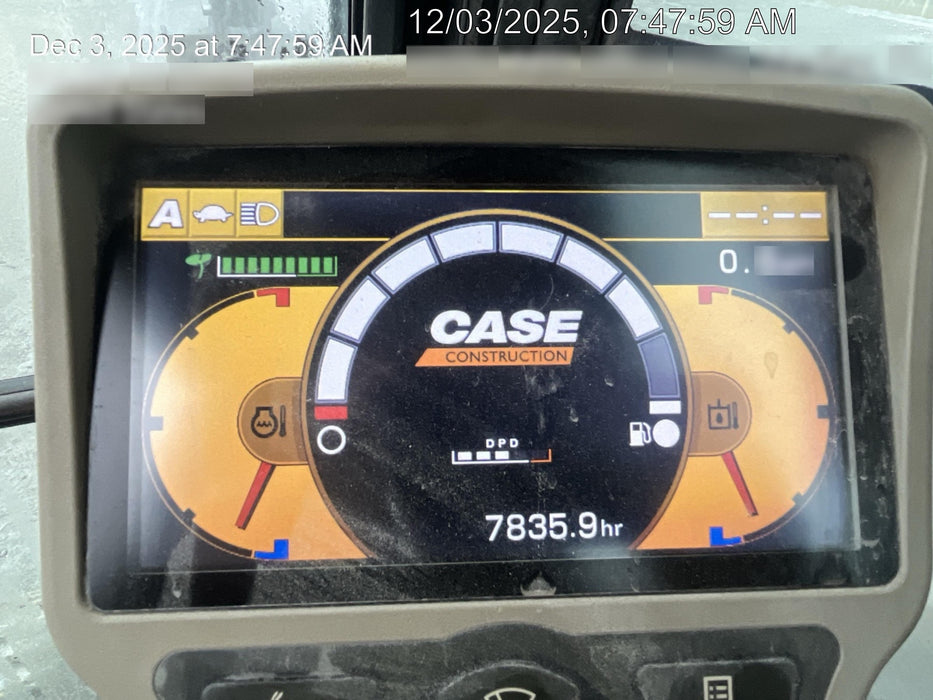 12/03/2025, 07:47:59 AM
Dec 3, 2025 at 7:47:59 AM
A
--:--
0.
CASE
CONSTRUCTION
DPD
7835.9hr